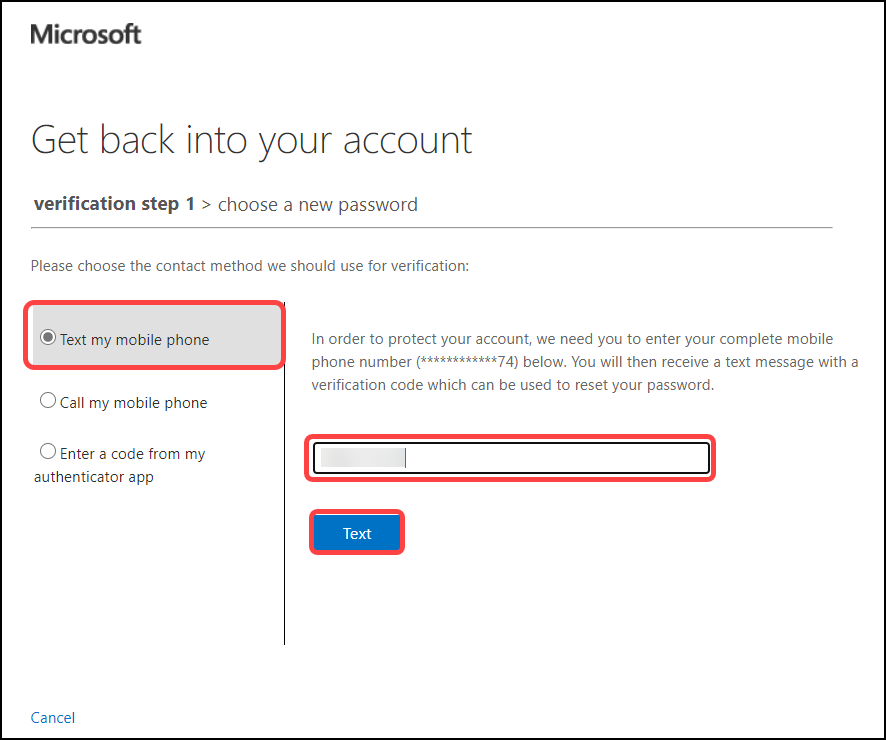 Microsoft
Get back into your account
verification step 1 > choose a new password
Please choose the contact method we should use for verification:
Text my mobile phone
Call my mobile phone
Enter a code from my
authenticator app
In order to protect your account, we need you to enter your complete mobile
phone number (************74) below. You will then receive a text message with a
verification code which can be used to reset your password.
Text
Cancel